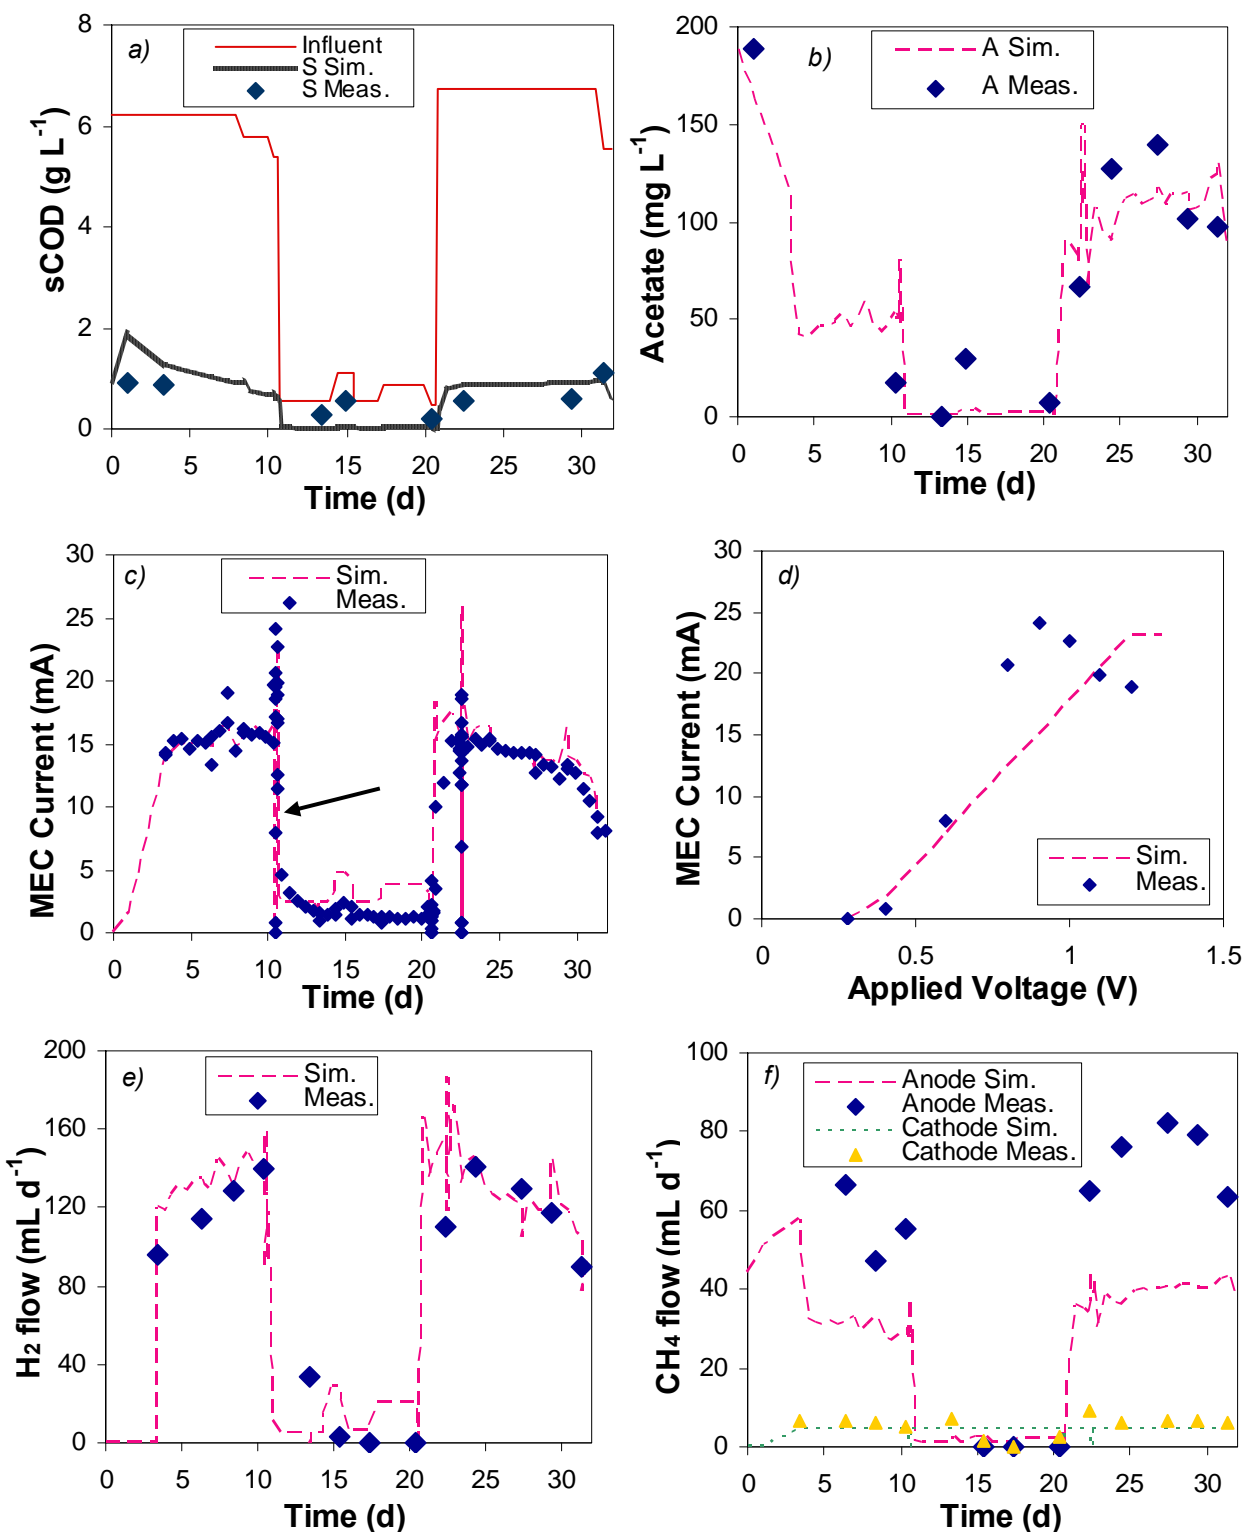 a)
Influent
S Sim.
S Meas.
8
6
4
2
0
0 5 10 15 20 25 30
sCOD (g L⁻¹)
Time (d)
b)
A Sim.
A Meas.
200
150
100
50
0
0 5 10 15 20 25 30
Acetate (mg L⁻¹)
Time (d)
c)
Sim.
Meas.
30
25
20
15
10
5
0
0 5 10 15 20 25 30
MEC Current (mA)
Time (d)
d)
30
25
20
15
10
5
0
Sim.
Meas.
0 0.5 1 1.5
MEC Current (mA)
Applied Voltage (V)
e)
Sim.
Meas.
200
160
120
80
40
0
0 5 10 15 20 25 30
H₂ flow (mL d⁻¹)
Time (d)
f)
Anode Sim.
Anode Meas.
Cathode Sim.
Cathode Meas.
100
80
60
40
20
0
0 5 10 15 20 25 30
CH₄ flow (mL d⁻¹)
Time (d)